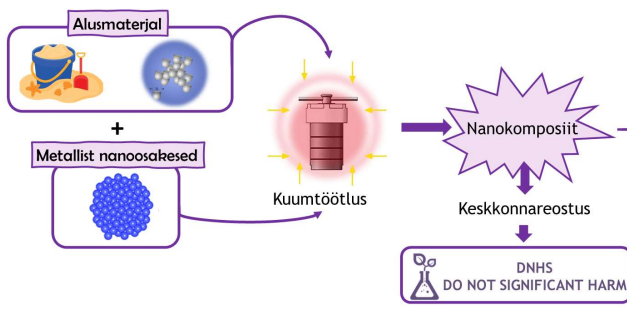 Alusmaterjal
+
Metallist nanoosakesed
Kuumtöötlus
Nanokomposiit
Keskkonnareostus
DNHS
DO NOT SIGNIFICANT HARM